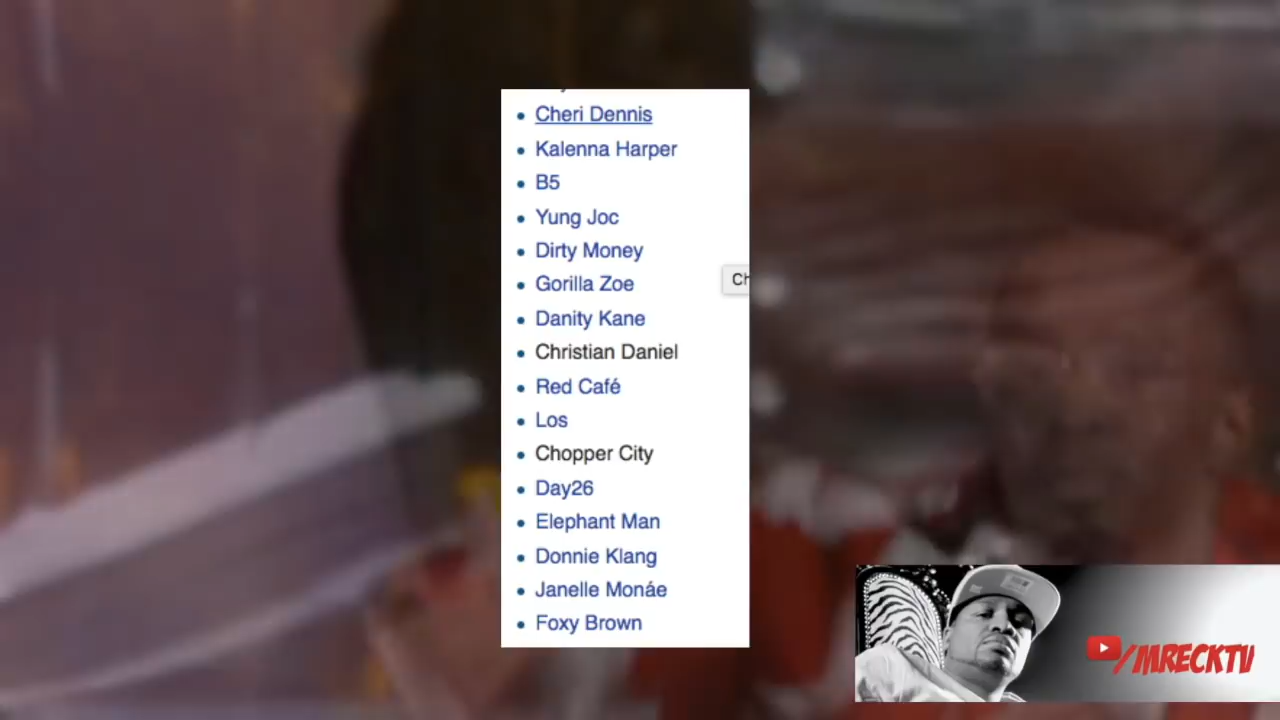 Cheri Dennis
Kalenna Harper
B5
Yung Joc
Dirty Money
Ch
Gorilla Zoe
Danity Kane
Christian Daniel
Red Café
Los
Chopper City
Day26
Elephant Man
Donnie Klang
Janelle Monáe
Foxy Brown
/MRECKTV